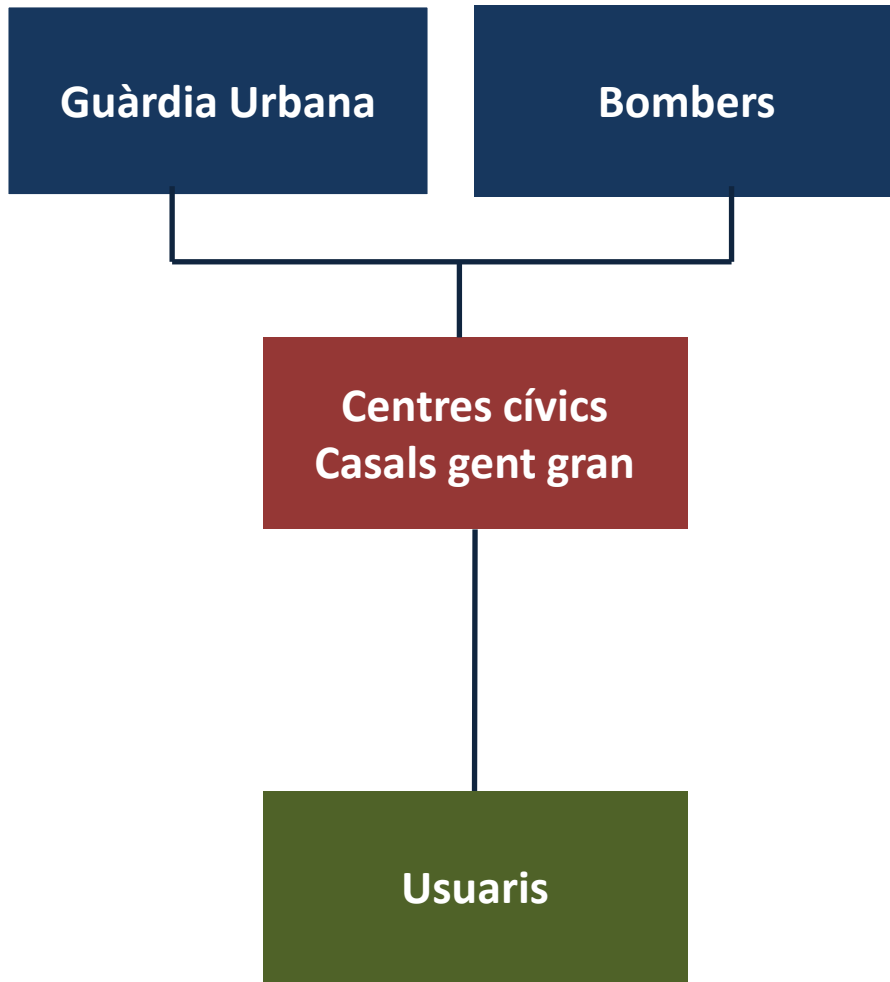 Guàrdia Urbana
Bombers
Centres cívics
Casals gent gran
Usuaris